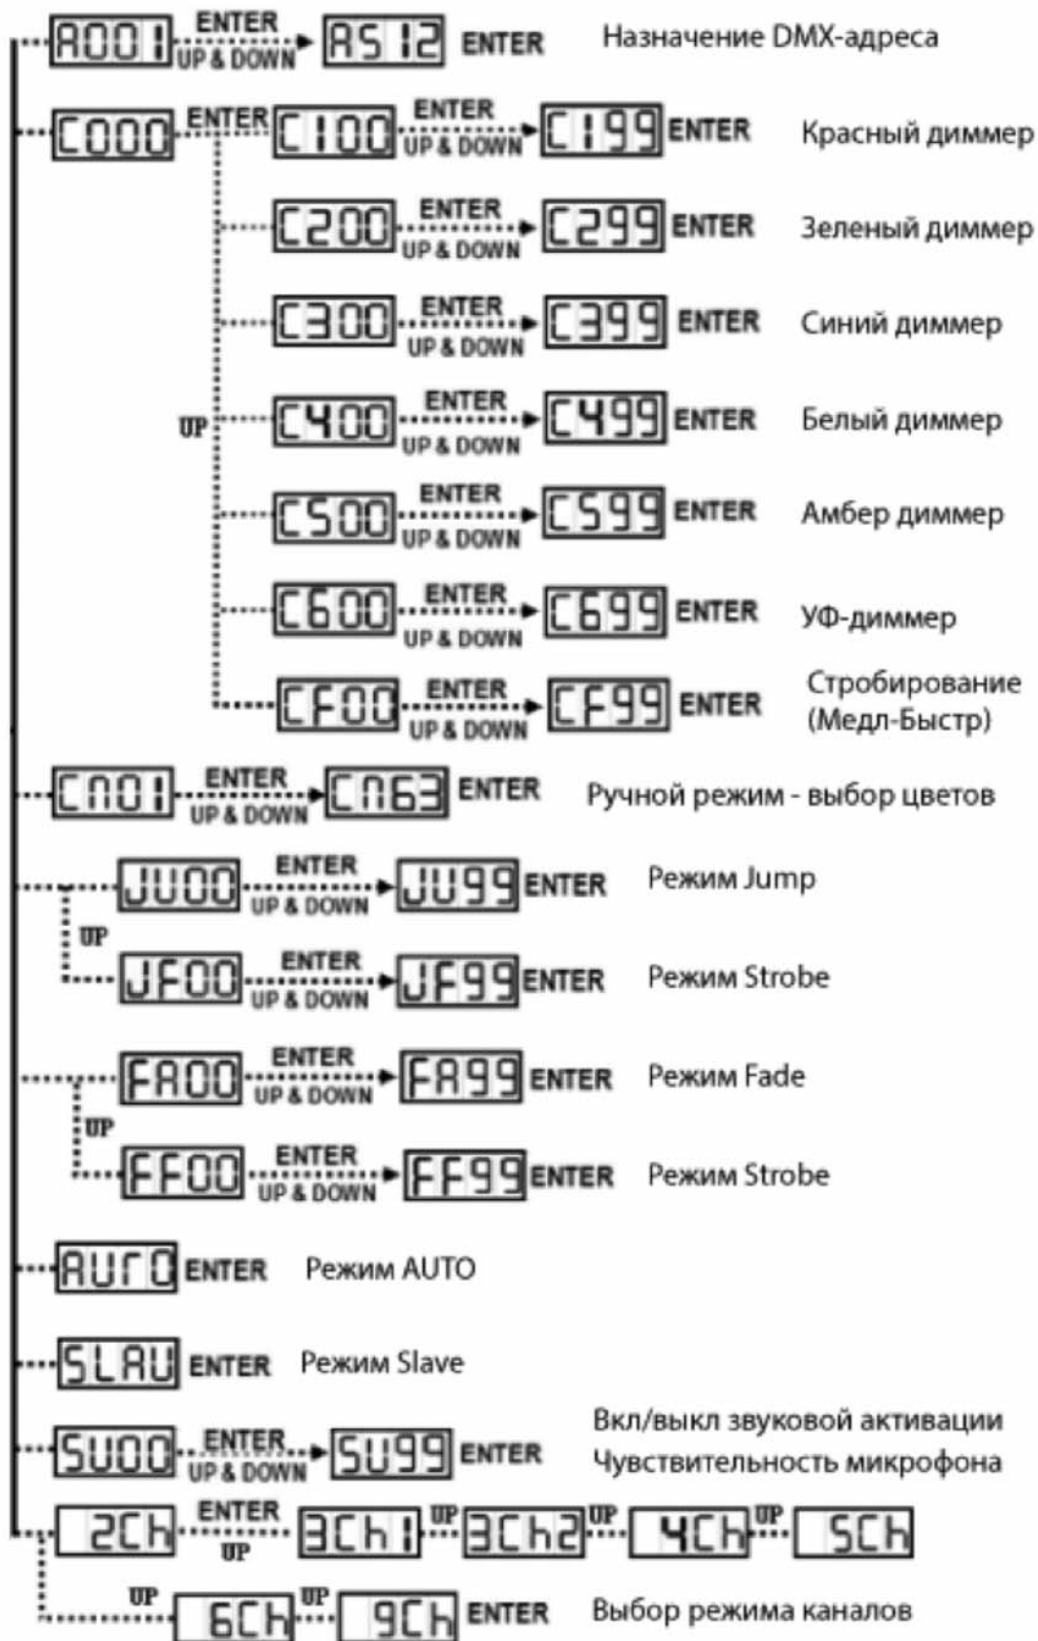 A001 ENTER UP & DOWN A512 ENTER Назначение DMX-адреса
C000 ENTER C100 ENTER UP & DOWN C199 ENTER Красный диммер
C200 ENTER UP & DOWN C299 ENTER Зеленый диммер
C300 ENTER UP & DOWN C399 ENTER Синий диммер
UP C400 ENTER UP & DOWN C499 ENTER Белый диммер
C500 ENTER UP & DOWN C599 ENTER Амбер диммер
C600 ENTER UP & DOWN C699 ENTER УФ-диммер
CF00 ENTER UP & DOWN CF99 ENTER Стробирование
(Медл-Быстр)
Cn01 ENTER UP & DOWN Cn63 ENTER Ручной режим - выбор цветов
JU00 ENTER UP & DOWN JU99 ENTER Режим Jump
UP
JF00 ENTER UP & DOWN JF99 ENTER Режим Strobe
FA00 ENTER UP & DOWN FA99 ENTER Режим Fade
UP
FF00 ENTER UP & DOWN FF99 ENTER Режим Strobe
AUTO ENTER Режим AUTO
SLAU ENTER Режим Slave
SU00 ENTER UP & DOWN SU99 ENTER Вкл/выкл звуковой активации
Чувствительность микрофона
2Ch ENTER UP 3Ch1 UP 3Ch2 UP 4Ch UP 5Ch
UP 6Ch UP 9Ch ENTER Выбор режима каналов